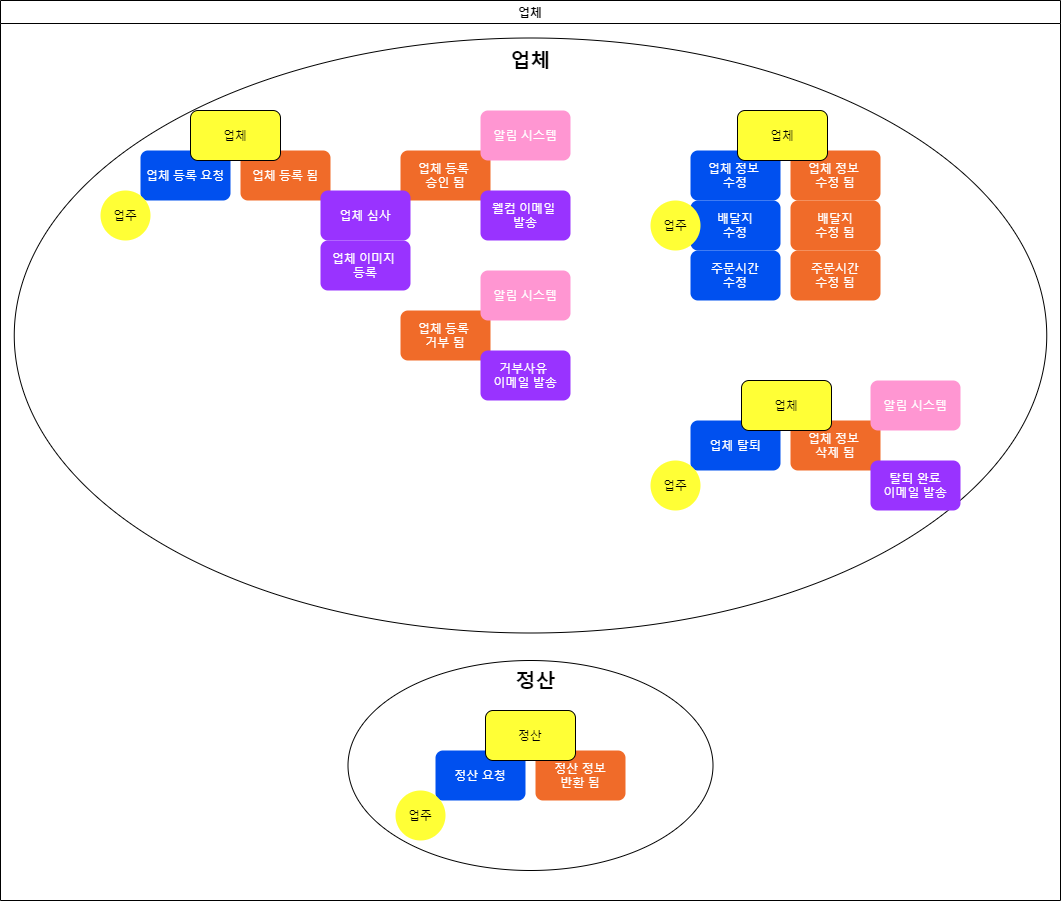 업체
업체
업체
업체 등록 요청
업체 등록 됨
업주
업체 심사
업체 이미지
등록
업체 등록
승인 됨
알림 시스템
웰컴 이메일
발송
업체 등록
거부 됨
알림 시스템
거부사유
이메일 발송
업체
업체 정보
수정
업체 정보
수정 됨
업주
배달지
수정
배달지
수정 됨
주문시간
수정
주문시간
수정 됨
업체
업체 탈퇴
업체 정보
삭제 됨
업주
알림 시스템
탈퇴 완료
이메일 발송
정산
정산
정산 요청
정산 정보
반환 됨
업주